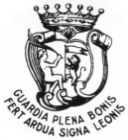 GUARDIA PLENA BONIS
FERT ARDUA SIGNA LEONIS